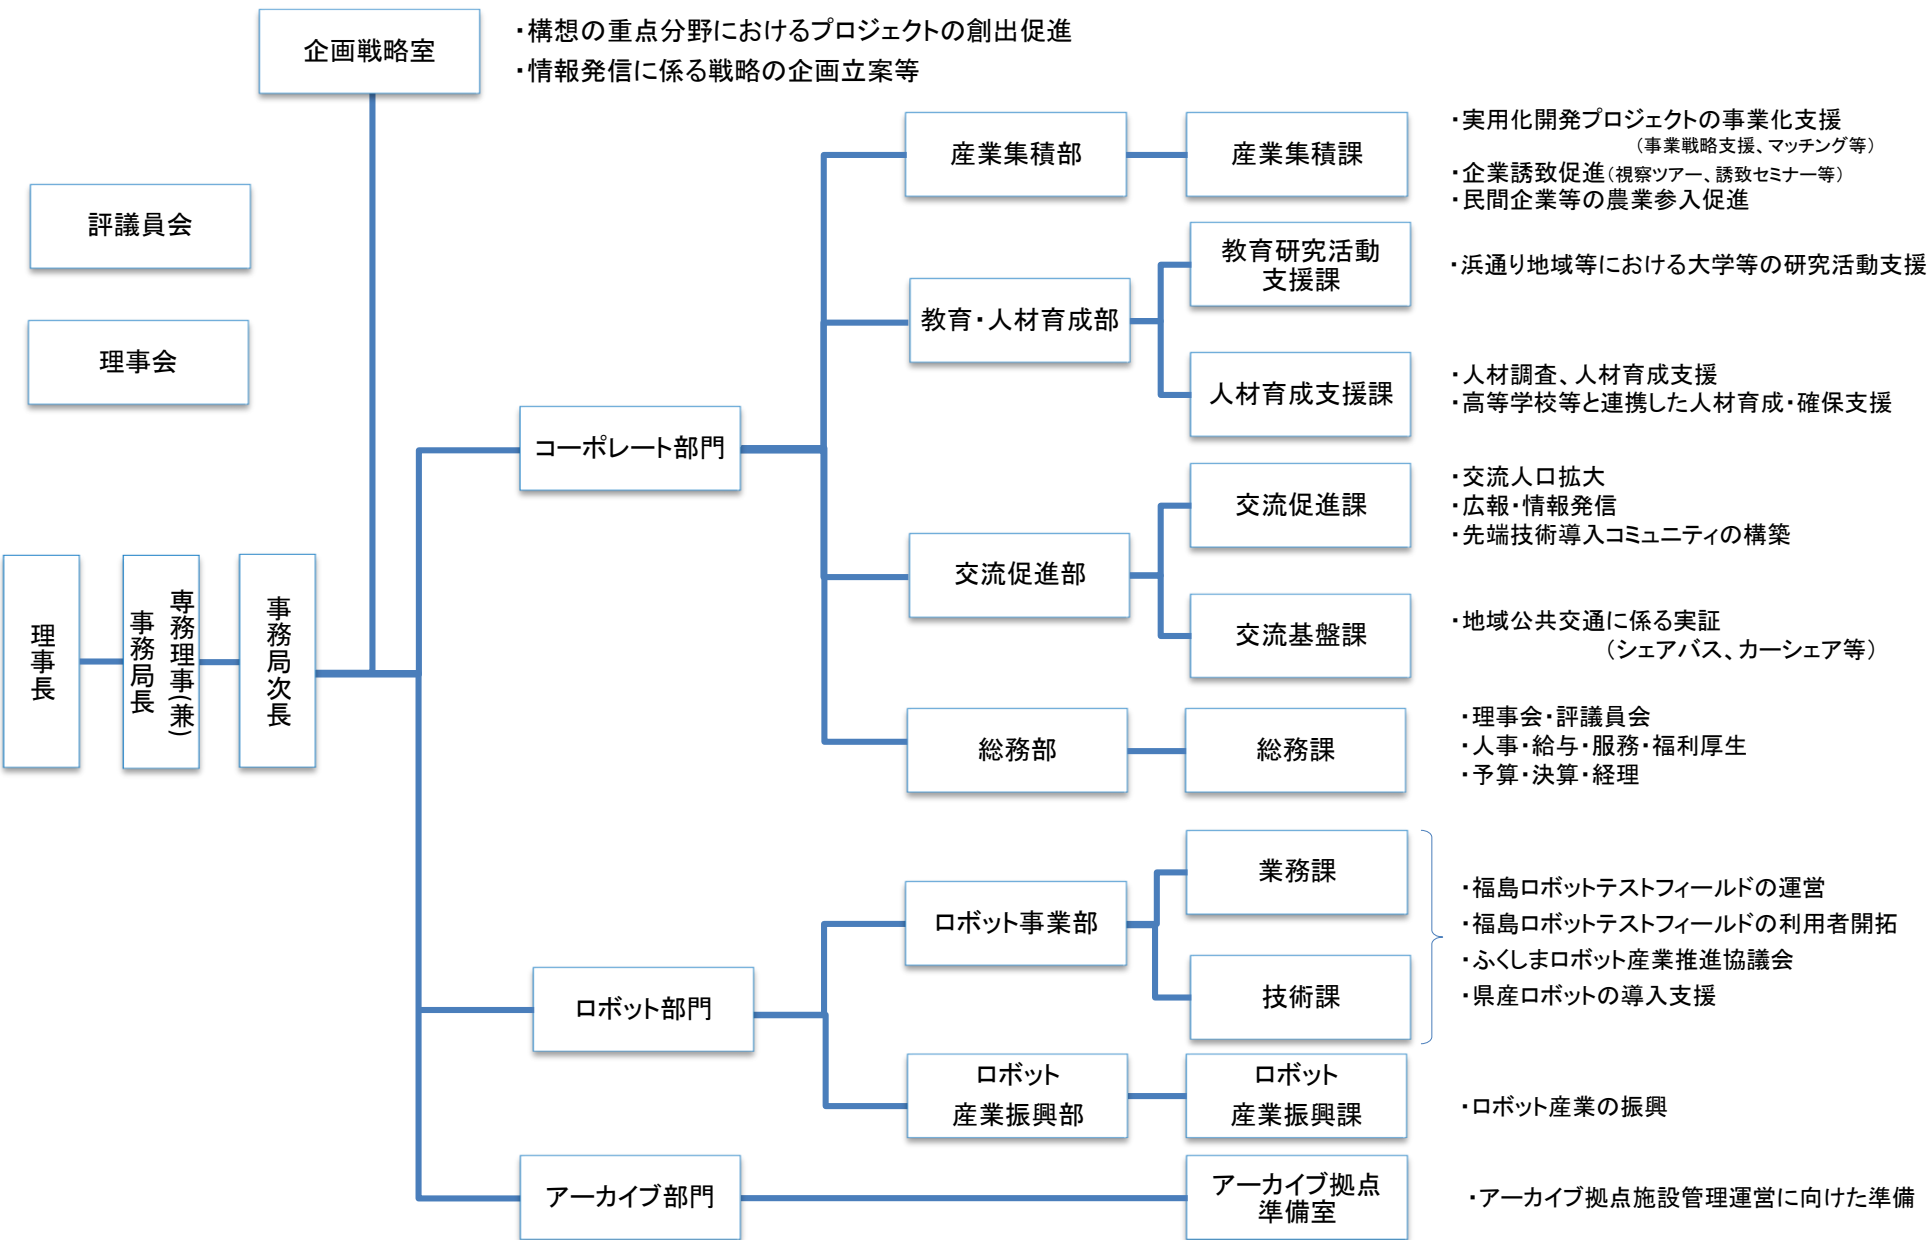 企画戦略室
・構想の重点分野におけるプロジェクトの創出促進
・情報発信に係る戦略の企画立案等
評議員会
理事会
理事長
専務理事(兼)
事務局長
事務局次長
コーポレート部門
産業集積部
産業集積課
・実用化開発プロジェクトの事業化支援
（事業戦略支援、マッチング等）
・企業誘致促進（視察ツアー、誘致セミナー等）
・民間企業等の農業参入促進
教育・人材育成部
教育研究活動
支援課
・浜通り地域等における大学等の研究活動支援
人材育成支援課
・人材調査、人材育成支援
・高等学校等と連携した人材育成・確保支援
交流促進部
交流促進課
・交流人口拡大
・広報・情報発信
・先端技術導入コミュニティの構築
交流基盤課
・地域公共交通に係る実証
（シェアバス、カーシェア等）
総務部
総務課
・理事会・評議員会
・人事・給与・服務・福利厚生
・予算・決算・経理
ロボット部門
ロボット事業部
業務課
技術課
・福島ロボットテストフィールドの運営
・福島ロボットテストフィールドの利用者開拓
・ふくしまロボット産業推進協議会
・県産ロボットの導入支援
ロボット
産業振興部
ロボット
産業振興課
・ロボット産業の振興
アーカイブ部門
アーカイブ拠点
準備室
・アーカイブ拠点施設管理運営に向けた準備